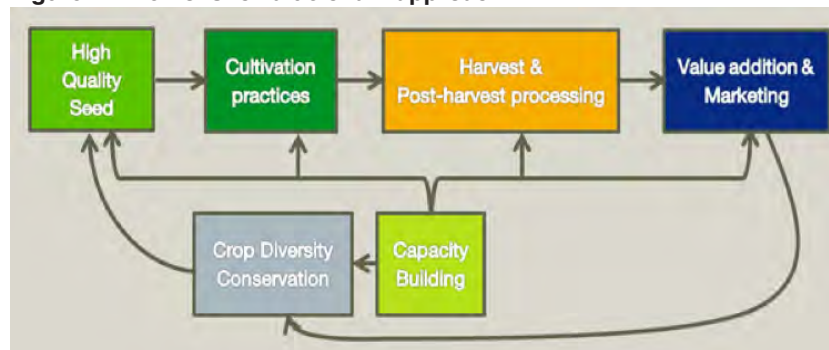 High
Quality
Seed
Cultivation
practices
Harvest &
Post-harvest processing
Value addition &
Marketing
Crop Diversity
Conservation
Capacity
Building